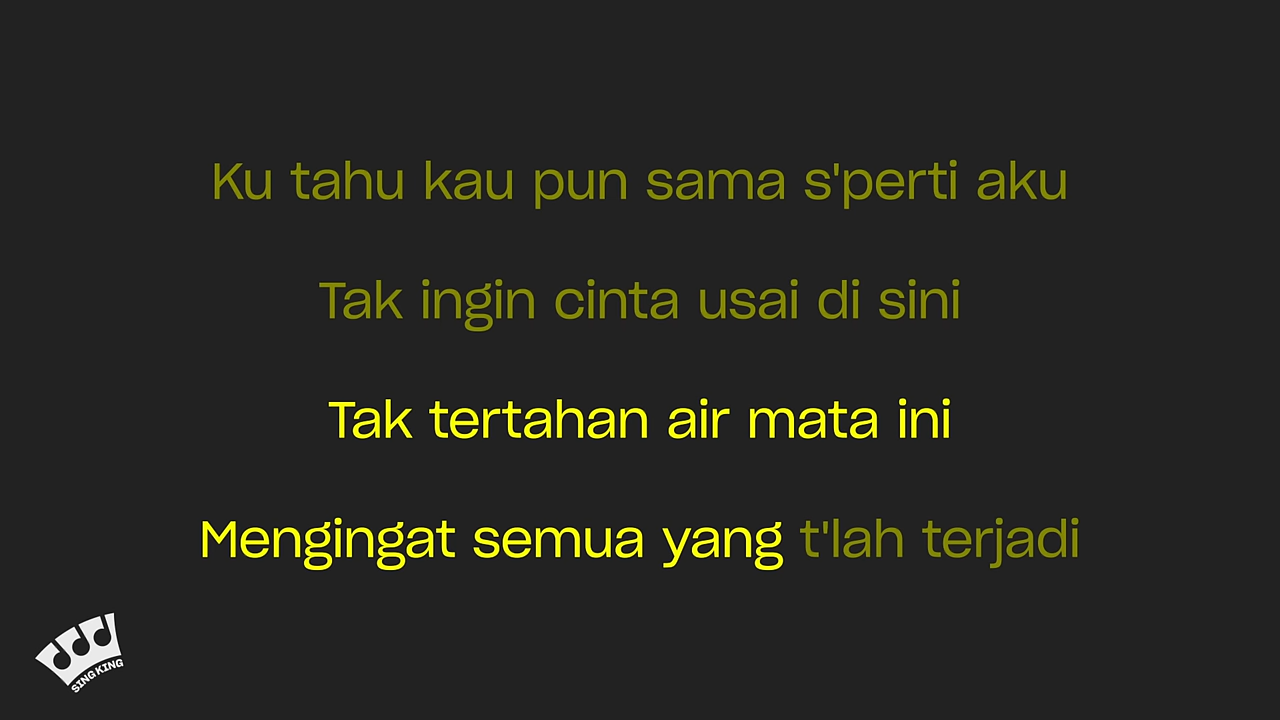 Ku tahu kau pun sama s'perti aku
Tak ingin cinta usai di sini
Tak tertahan air mata ini
Mengingat semua yang t'lah terjadi
SING KING